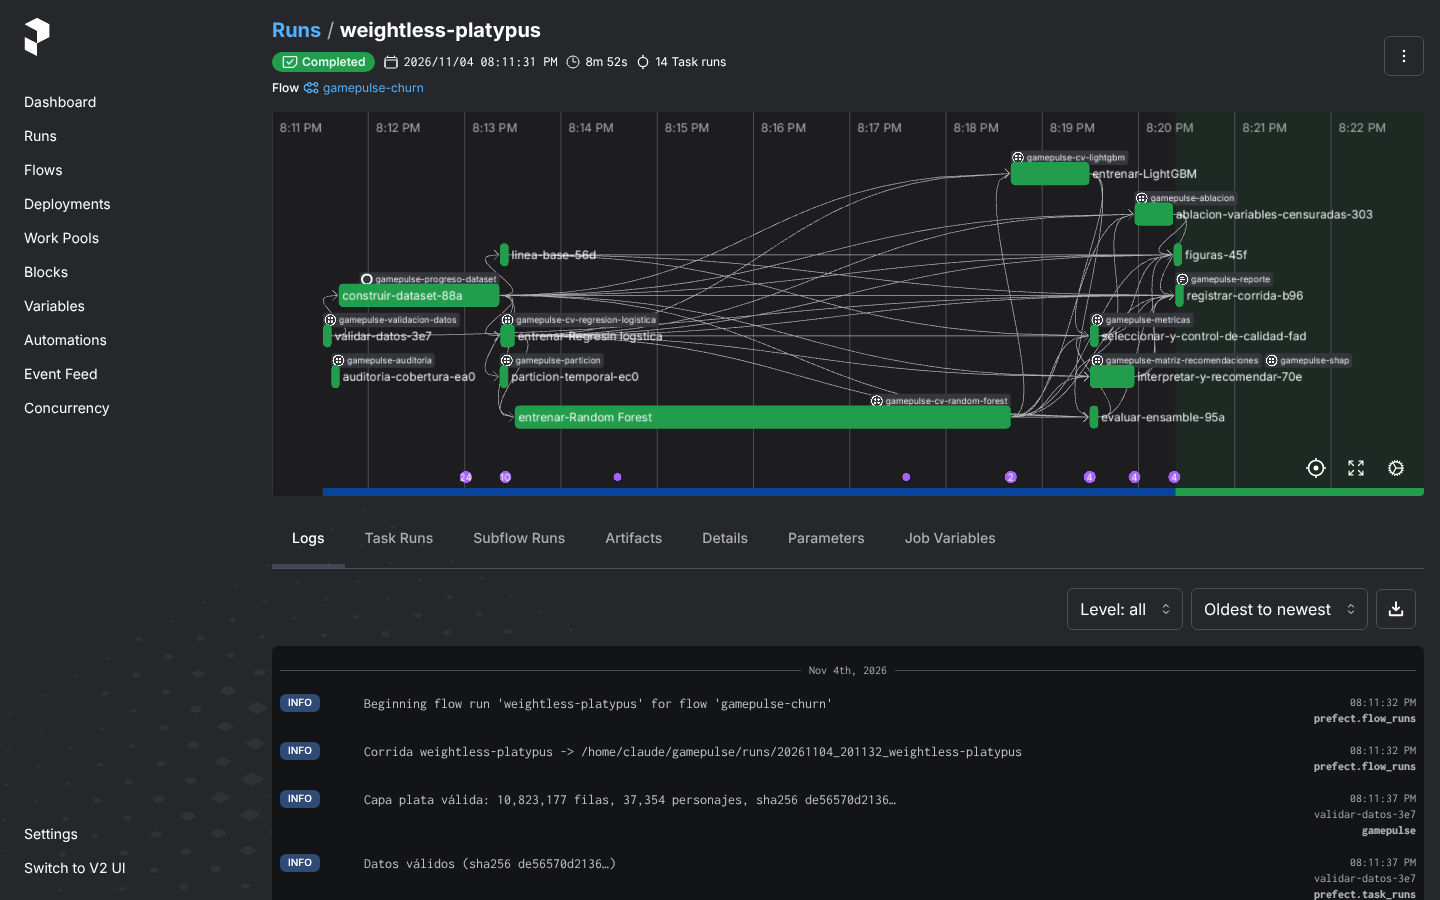 Runs / weightless-platypus
Completed 2026/11/04 08:11:31 PM 8m 52s 14 Task runs
Flow gamepulse-churn
Dashboard
Runs
Flows
Deployments
Work Pools
Blocks
Variables
Automations
Event Feed
Concurrency
Settings
Switch to V2 UI
8:11 PM 8:12 PM 8:13 PM 8:14 PM 8:15 PM 8:16 PM 8:17 PM 8:18 PM 8:19 PM 8:20 PM 8:21 PM 8:22 PM
gamepulse-cv-lightgbm
entrenar-LightGBM
gamepulse-ablacion
ablacion-variables-censuradas-303
linea-base-56d
figuras-45f
gamepulse-progreso-dataset
gamepulse-reporte
construir-dataset-88a
registrar-corrida-b96
gamepulse-validacion-datos
gamepulse-cv-regresion-logistica
gamepulse-metricas
validar-datos-3e7
entrenar-Regresin logstica
seleccionar-y-control-de-calidad-fad
gamepulse-auditoria
gamepulse-particion
gamepulse-matriz-recomendaciones
gamepulse-shap
auditoria-cobertura-ea0
particion-temporal-ec0
interpretar-y-recomendar-70e
gamepulse-cv-random-forest
entrenar-Random Forest
evaluar-ensamble-95a
24 10 2 4 4 4
Logs Task Runs Subflow Runs Artifacts Details Parameters Job Variables
Level: all
Oldest to newest
Nov 4th, 2026
INFO Beginning flow run 'weightless-platypus' for flow 'gamepulse-churn' 08:11:32 PM
prefect.flow_runs
INFO Corrida weightless-platypus -> /home/claude/gamepulse/runs/20261104_201132_weightless-platypus 08:11:32 PM
prefect.flow_runs
INFO Capa plata válida: 10,823,177 filas, 37,354 personajes, sha256 de56570d2136… 08:11:37 PM
validar-datos-3e7
gamepulse
INFO Datos válidos (sha256 de56570d2136…) 08:11:37 PM
validar-datos-3e7
prefect.task_runs